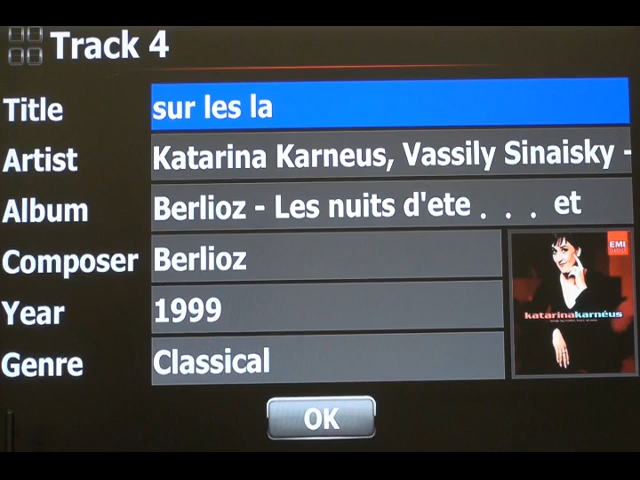 Track 4
Title sur les la
Artist Katarina Karneus, Vassily Sinaisky -
Album Berlioz - Les nuits d'ete . . . et
Composer Berlioz
Year 1999
Genre Classical
EMI
CLASSICS
katarinakarnéus
OK